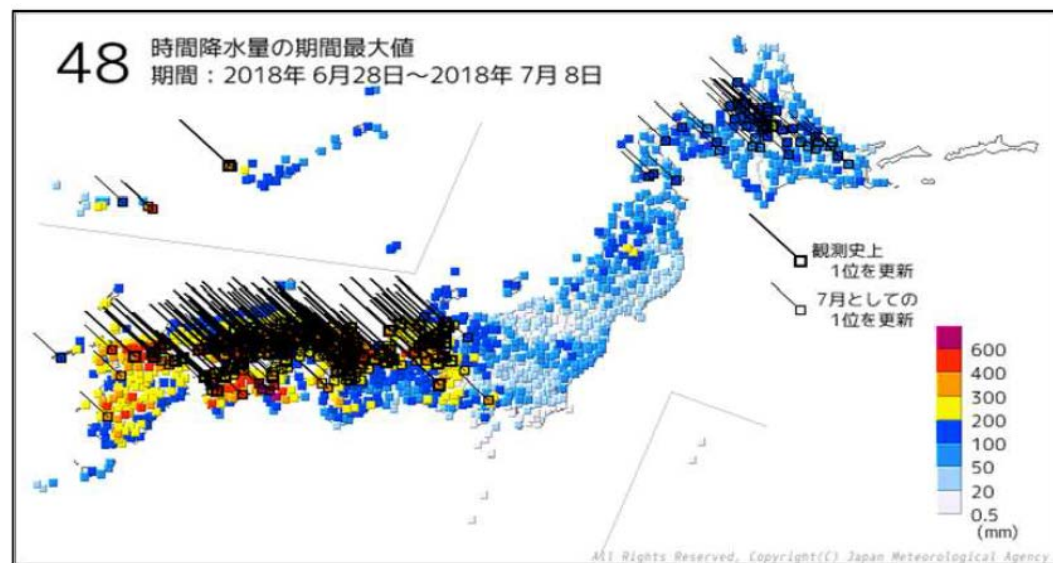 48 時間降水量の期間最大値
期間：2018年 6月28日～2018年 7月 8日
観測史上
1位を更新
7月としての
1位を更新
600
400
300
200
100
50
20
0.5
(mm)
All Rights Reserved, Copyright(C) Japan Meteorological Agency